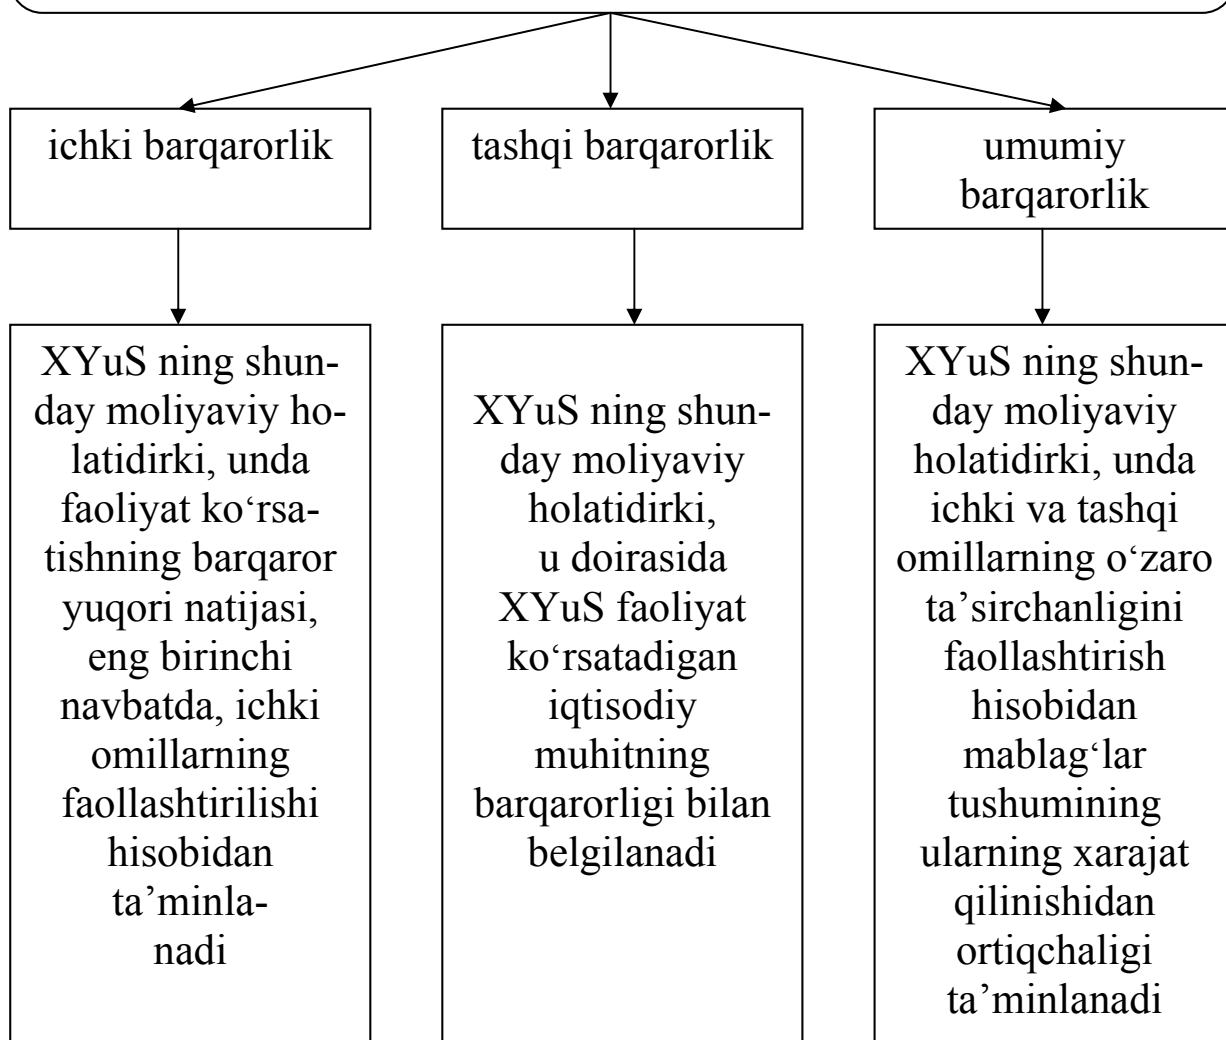 ichki barqarorlik
tashqi barqarorlik
umumiy
barqarorlik
XYuS ning shun-
day moliyaviy ho-
latidirki, unda
faoliyat ko‘rsa-
tishning barqaror
yuqori natijasi,
eng birinchi
navbatda, ichki
omillarning
faollashtirilishi
hisobidan
ta’minla-
nadi
XYuS ning shun-
day moliyaviy
holatidirki,
u doirasida
XYuS faoliyat
ko‘rsatadigan
iqtisodiy
muhitning
barqarorligi bilan
belgilanadi
XYuS ning shun-
day moliyaviy
holatidirki, unda
ichki va tashqi
omillarning o‘zaro
ta’sirchanligini
faollashtirish
hisobidan
mablag‘lar
tushumining
ularning xarajat
qilinishidan
ortiqchaligi
ta’minlanadi